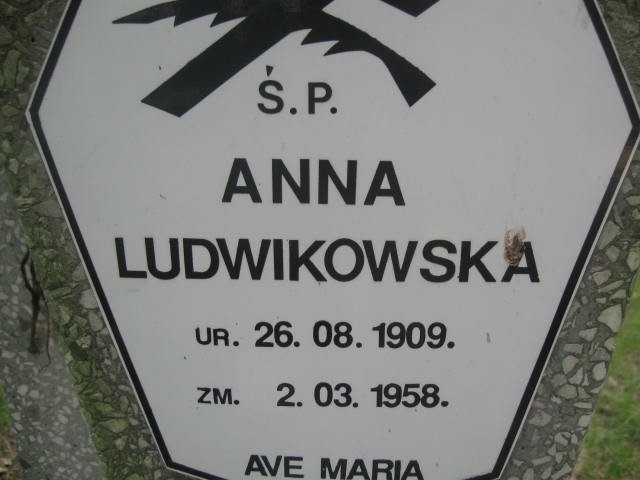 Ś.P.
ANNA
LUDWIKOWSKA
UR. 26. 08. 1909.
ZM. 2. 03. 1958.
AVE MARIA